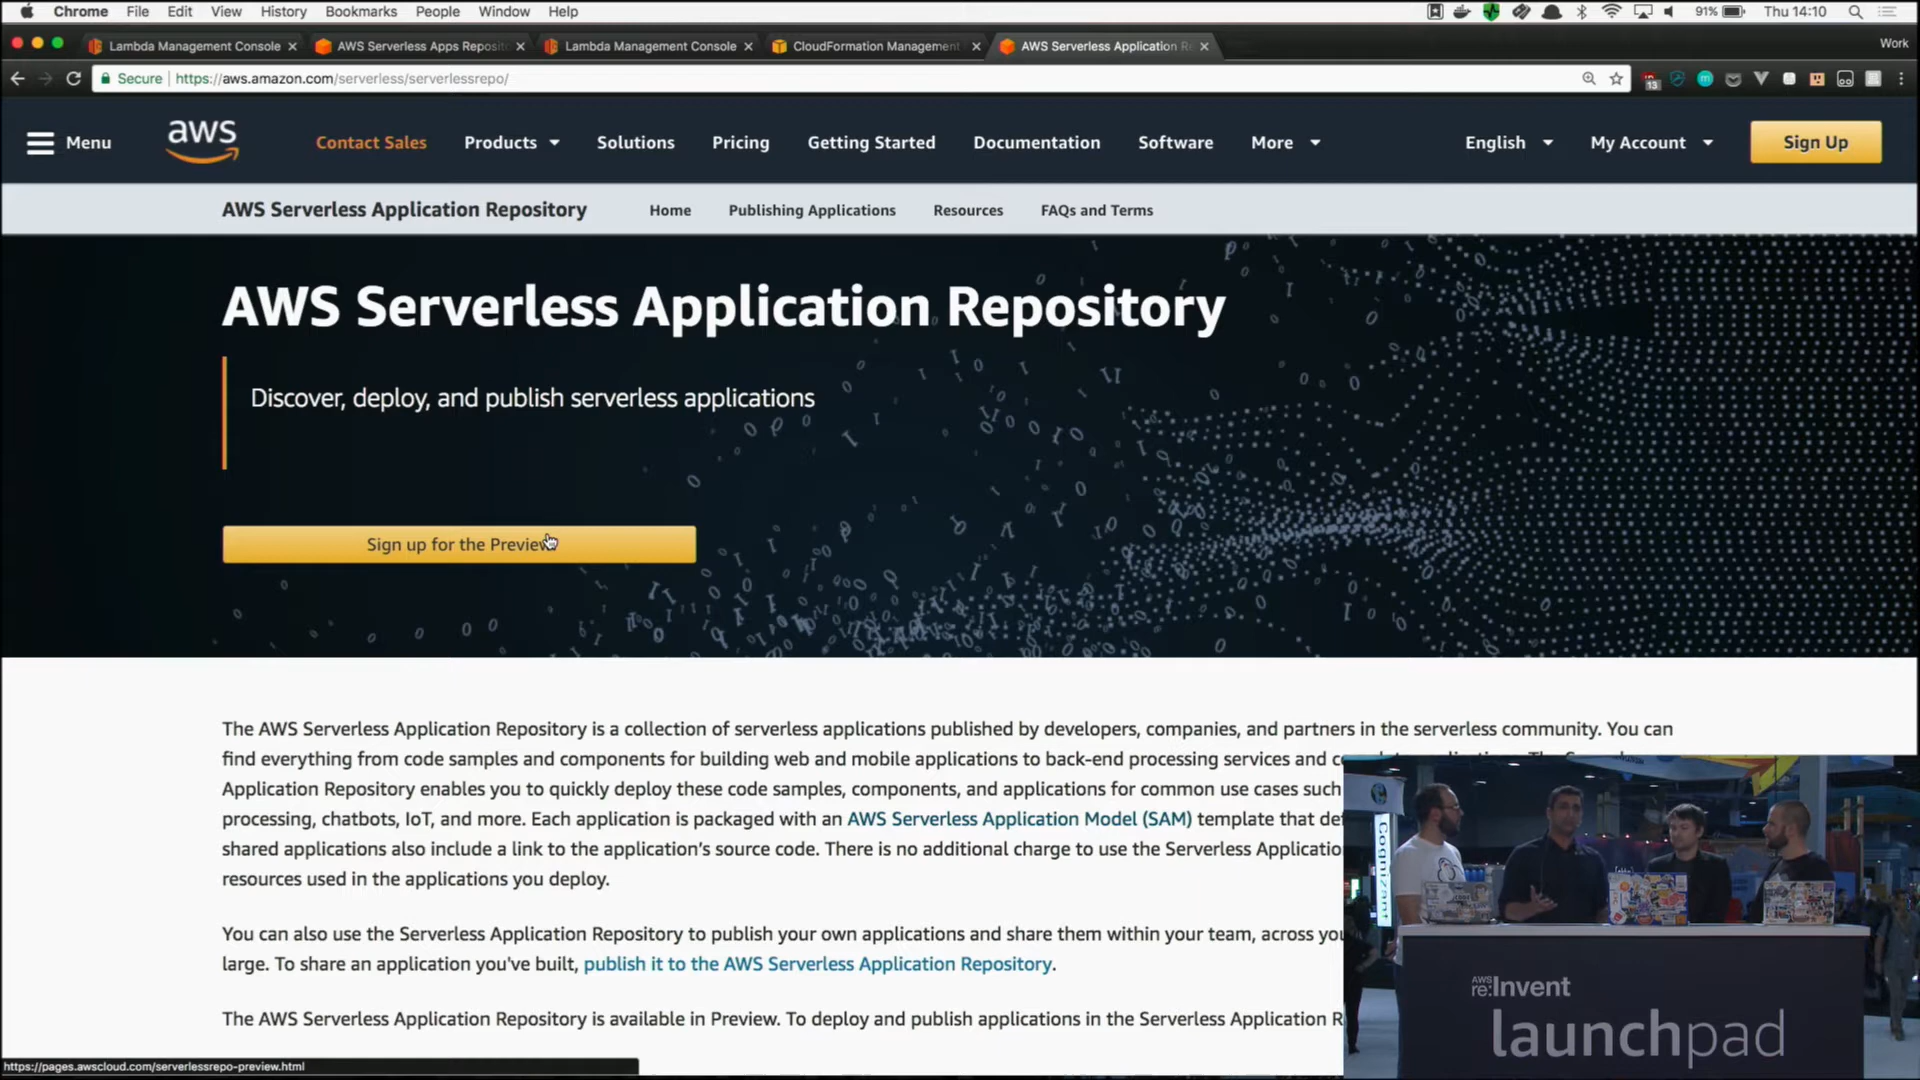 Chrome File Edit View History Bookmarks People Window Help 91% Thu 14:10
Lambda Management Console AWS Serverless Apps Reposit Lambda Management Console CloudFormation Management AWS Serverless Application R Work
Secure https://aws.amazon.com/serverless/serverlessrepo/ 13
Menu aws Contact Sales Products Solutions Pricing Getting Started Documentation Software More English My Account Sign Up
AWS Serverless Application Repository Home Publishing Applications Resources FAQs and Terms
AWS Serverless Application Repository
Discover, deploy, and publish serverless applications
Sign up for the Preview
The AWS Serverless Application Repository is a collection of serverless applications published by developers, companies, and partners in the serverless community. You can
find everything from code samples and components for building web and mobile applications to back-end processing services and
Application Repository enables you to quickly deploy these code samples, components, and applications for common use cases such
processing, chatbots, IoT, and more. Each application is packaged with an AWS Serverless Application Model (SAM) template that
shared applications also include a link to the application's source code. There is no additional charge to use the Serverless Applicatio
resources used in the applications you deploy.
You can also use the Serverless Application Repository to publish your own applications and share them within your team, across you
large. To share an application you've built, publish it to the AWS Serverless Application Repository.
The AWS Serverless Application Repository is available in Preview. To deploy and publish applications in the Serverless Application R
https://pages.awscloud.com/serverlessrepo-preview.html
Cognizant
AWS
re:Invent
launchpad